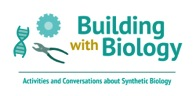 Building
with Biology
Activities and Conversations about Synthetic Biology